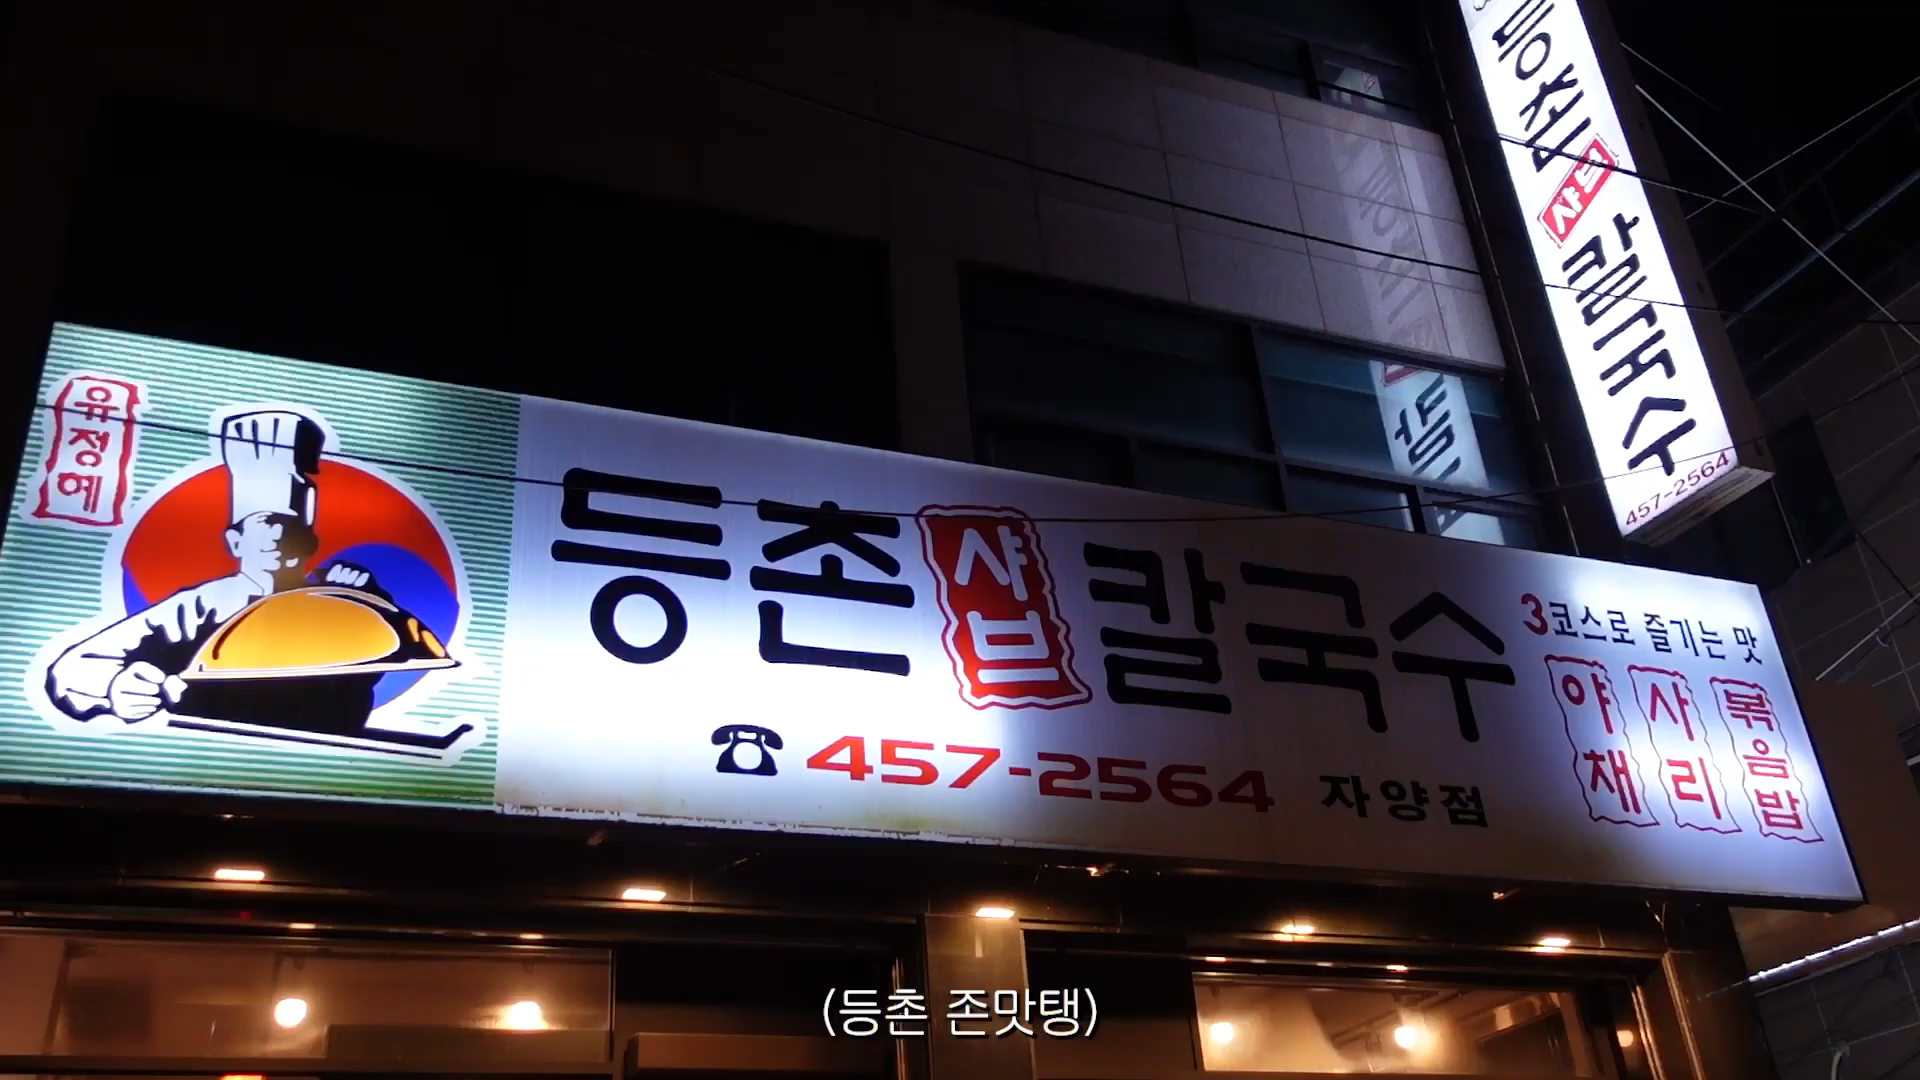 등촌 샤브 칼국수
457-2564
유정예
등촌 샤브 칼국수
3코스로 즐기는 맛
야채 사리 볶음밥
☎ 457-2564 자양점
(등촌 존맛탱)